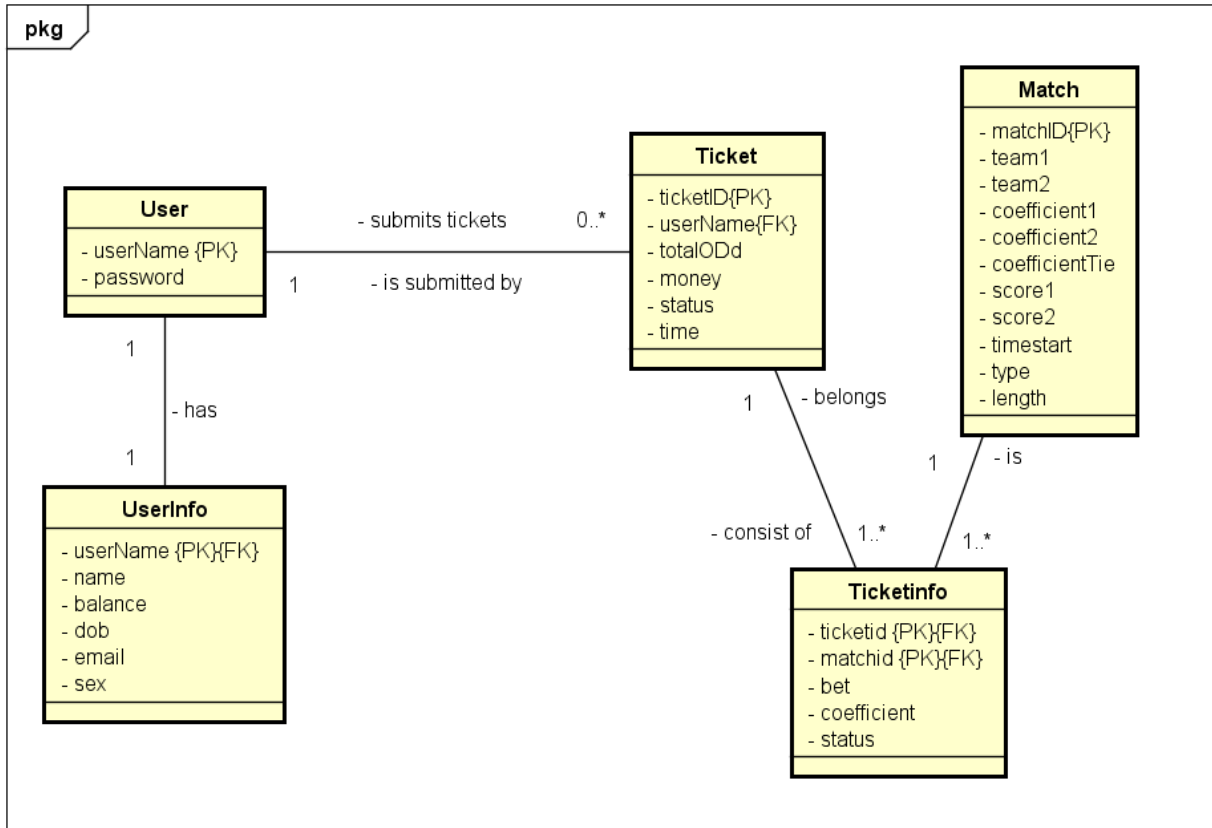 pkg
User
- userName {PK}
- password
- submits tickets
0..*
1
- is submitted by
Ticket
- ticketID{PK}
- userName{FK}
- totalODd
- money
- status
- time
Match
- matchID{PK}
- team1
- team2
- coefficient1
- coefficient2
- coefficientTie
- score1
- score2
- timestart
- type
- length
1
- has
1
UserInfo
- userName {PK}{FK}
- name
- balance
- dob
- email
- sex
1
- belongs
- consist of
1..*
1
- is
1..*
Ticketinfo
- ticketid {PK}{FK}
- matchid {PK}{FK}
- bet
- coefficient
- status